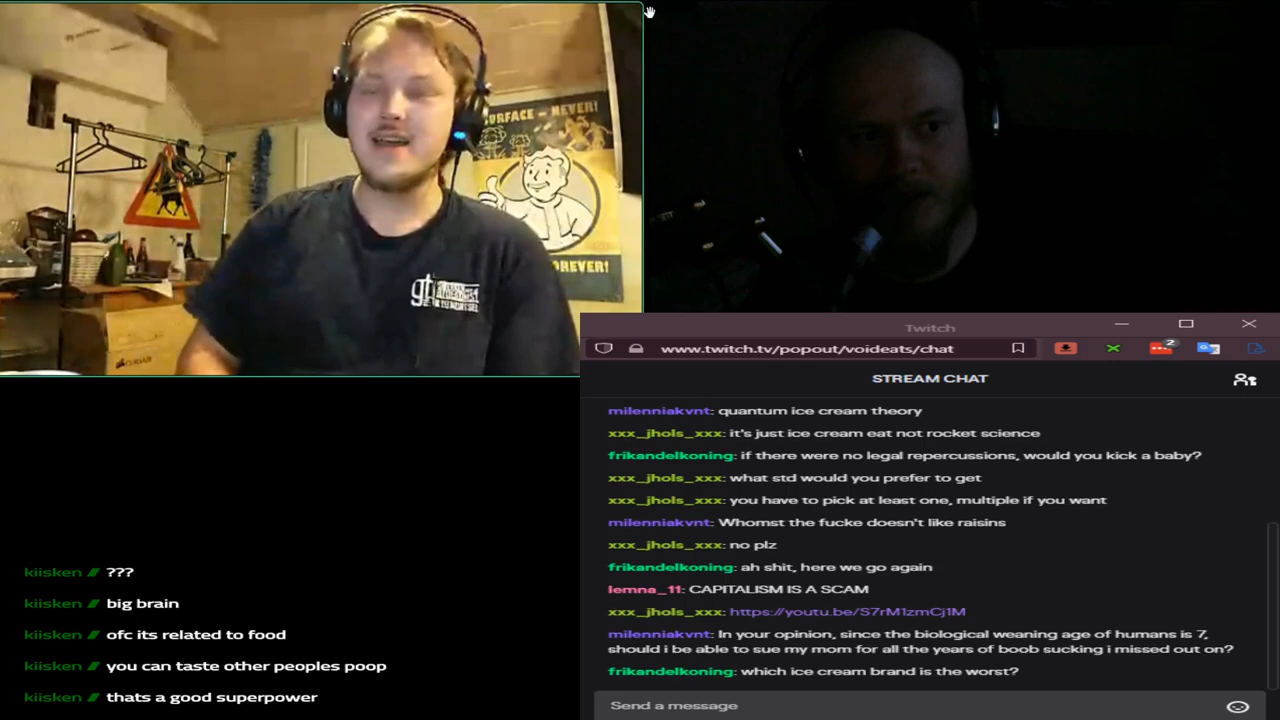 SURFACE - NEVER!
OREVER!
gt
CORSAIR
Twitch
www.twitch.tv/popout/voideats/chat
2
STREAM CHAT
milenniakvnt: quantum ice cream theory
xxx_jhols_xxx: it's just ice cream eat not rocket science
frikandelkoning: if there were no legal repercussions, would you kick a baby?
xxx_jhols_xxx: what std would you prefer to get
xxx_jhols_xxx: you have to pick at least one, multiple if you want
milenniakvnt: Whomst the fucke doesn't like raisins
xxx_jhols_xxx: no plz
frikandelkoning: ah shit, here we go again
lemna_11: CAPITALISM IS A SCAM
xxx_jhols_xxx: https://youtu.be/S7rM1zmCj1M
milenniakvnt: In your opinion, since the biological weaning age of humans is 7,
should i be able to sue my mom for all the years of boob sucking i missed out on?
frikandelkoning: which ice cream brand is the worst?
Send a message
kiisken // ???
kiisken // big brain
kiisken // ofc its related to food
kiisken // you can taste other peoples poop
kiisken // thats a good superpower